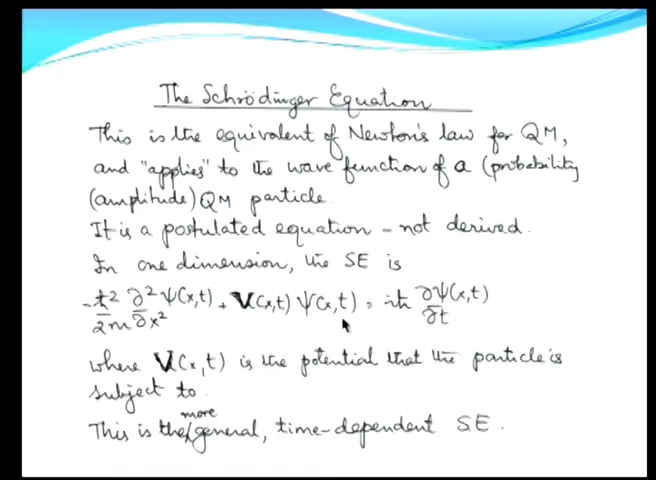 The Schrödinger Equation
This is the equivalent of Newton's law for QM,
and "applies" to the wave function of a (probability
(amplitude) QM particle.
It is a postulated equation - not derived.
In one dimension, the SE is
-ħ²/2m ∂²/∂x² Ψ(x,t) + V(x,t) Ψ(x,t) = iħ ∂Ψ(x,t)/∂t
where V(x,t) is the potential that the particle is
subject to.
This is the more general, time-dependent SE.